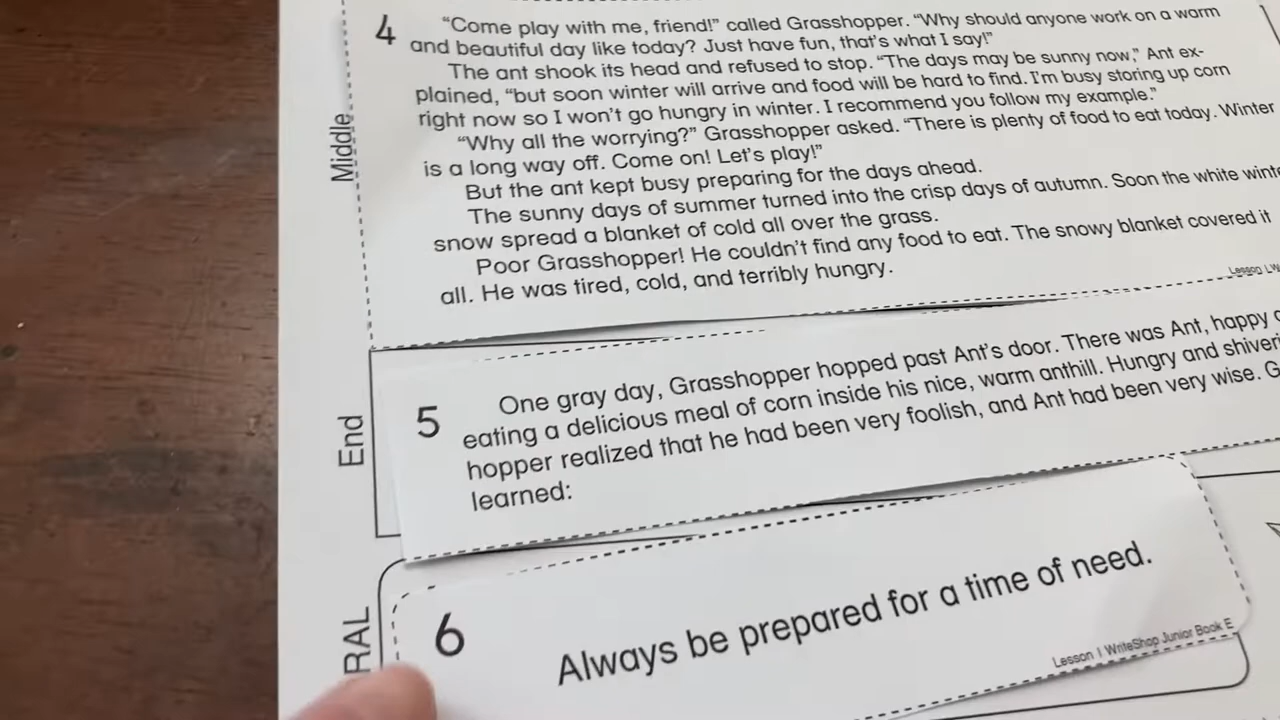 4
"Come play with me, friend!" called Grasshopper. "Why should anyone work on a warm
and beautiful day like today? Just have fun, that's what I say!"
The ant shook its head and refused to stop. "The days may be sunny now," Ant ex-
plained, "but soon winter will arrive and food will be hard to find. I'm busy storing up corn
right now so I won't go hungry in winter. I recommend you follow my example."
"Why all the worrying?" Grasshopper asked. "There is plenty of food to eat today. Winter
is a long way off. Come on! Let's play!"
But the ant kept busy preparing for the days ahead.
The sunny days of summer turned into the crisp days of autumn. Soon the white
snow spread a blanket of cold all over the grass.
Poor Grasshopper! He couldn't find any food to eat. The snowy blanket covered it
all. He was tired, cold, and terribly hungry.
Middle
Lesson
End
5
One gray day, Grasshopper hopped past Ant's door. There was Ant, happy
eating a delicious meal of corn inside his nice, warm anthill. Hungry and
hopper realized that he had been very foolish, and Ant had been very wise.
learned:
RAL
6
Always be prepared for a time of need.
Lesson 1 WriteShop Junior Book E